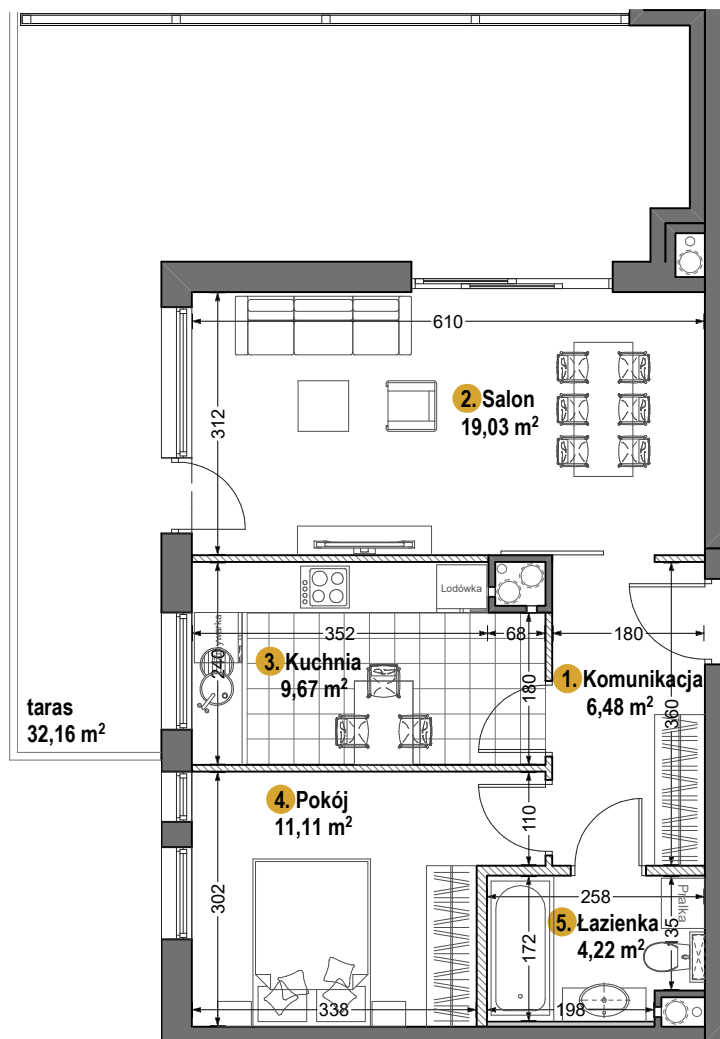 610
312
2. Salon
19,03 m²
Lodówka
352
68
180
240
3. Kuchnia
9,67 m²
180
1. Komunikacja
6,48 m²
360
taras
32,16 m²
4. Pokój
11,11 m²
110
302
258
Pralka
5. Łazienka
4,22 m²
135
172
338
198